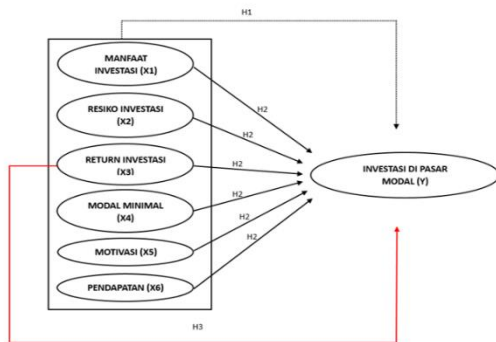 H1
MANFAAT
INVESTASI (X1)
H2
RESIKO INVESTASI
(X2)
H2
RETURN INVESTASI
(X3)
H2
INVESTASI DI PASAR
MODAL (Y)
MODAL MINIMAL
(X4)
H2
H2
MOTIVASI (X5)
H2
PENDAPATAN (X6)
H3